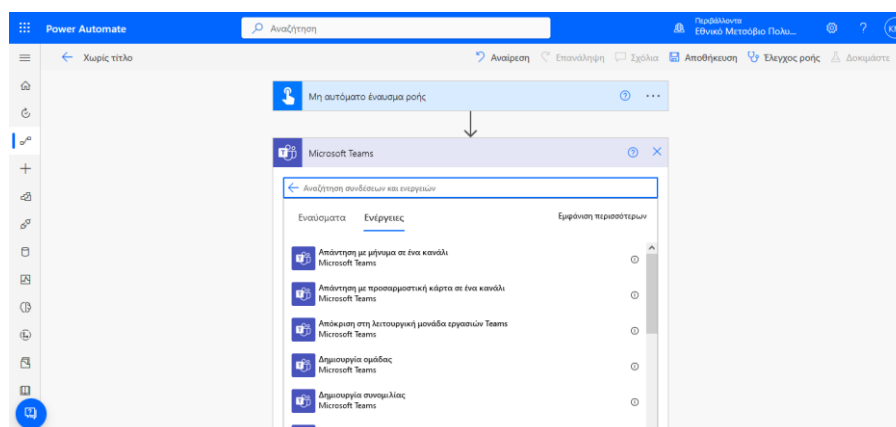 Power Automate
Αναζήτηση
Περιβάλλοντα
Εθνικό Μετσόβιο Πολυ...
?
Χωρίς τίτλο
Αναίρεση
Επανάληψη
Σχόλια
Αποθήκευση
Έλεγχος ροής
Δοκιμάστε
Μη αυτόματο έναυσμα ροής
Microsoft Teams
Αναζήτηση συνδέσεων και ενεργειών
Εναύσματα
Ενέργειες
Εμφάνιση περισσότερων
Απάντηση με μήνυμα σε ένα κανάλι
Microsoft Teams
Απάντηση με προσαρμοστική κάρτα σε ένα κανάλι
Microsoft Teams
Απόκριση στη λειτουργική μονάδα εργασιών Teams
Microsoft Teams
Δημιουργία ομάδας
Microsoft Teams
Δημιουργία συνομιλίας
Microsoft Teams